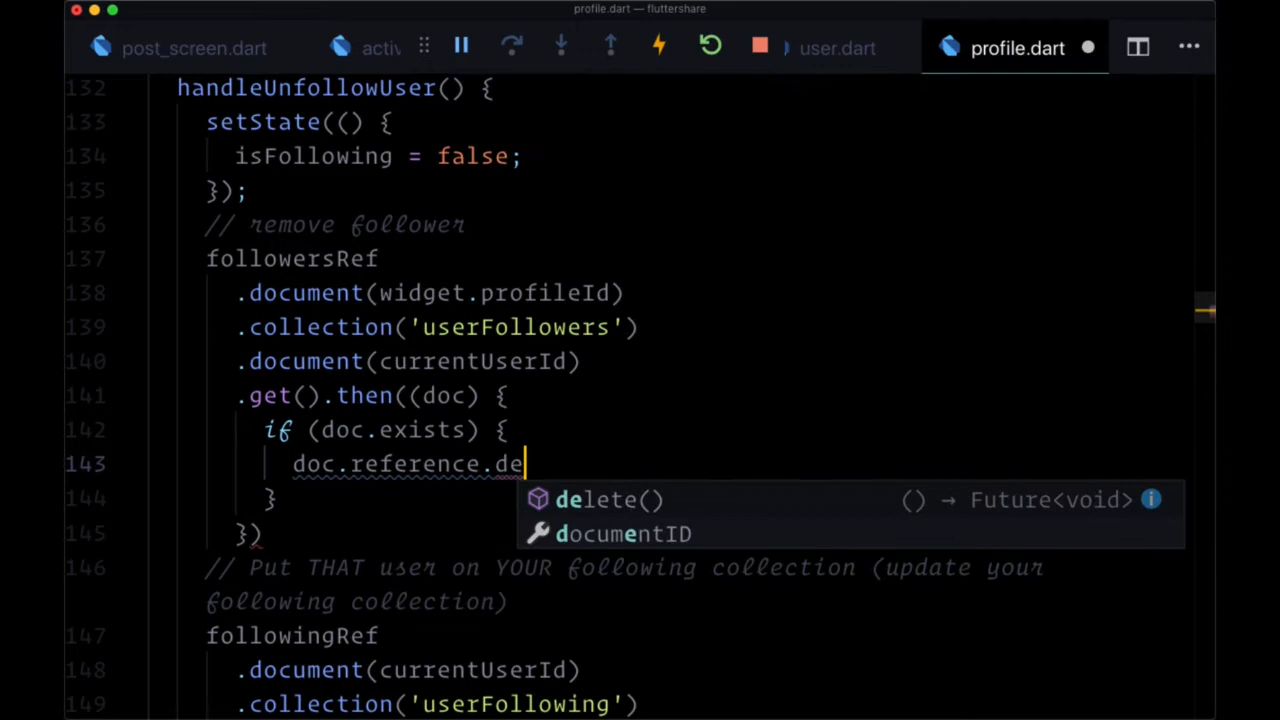 profile.dart — fluttershare
post_screen.dart activ user.dart profile.dart
132 handleUnfollowUser() {
133 setState(() {
134 isFollowing = false;
135 });
136 // remove follower
137 followersRef
138 .document(widget.profileId)
139 .collection('userFollowers')
140 .document(currentUserId)
141 .get().then((doc) {
142 if (doc.exists) {
143 doc.reference.de
delete() () → Future<void>
144 }
documentID
145 })
146 // Put THAT user on YOUR following collection (update your
following collection)
147 followingRef
148 .document(currentUserId)
149 .collection('userFollowing')